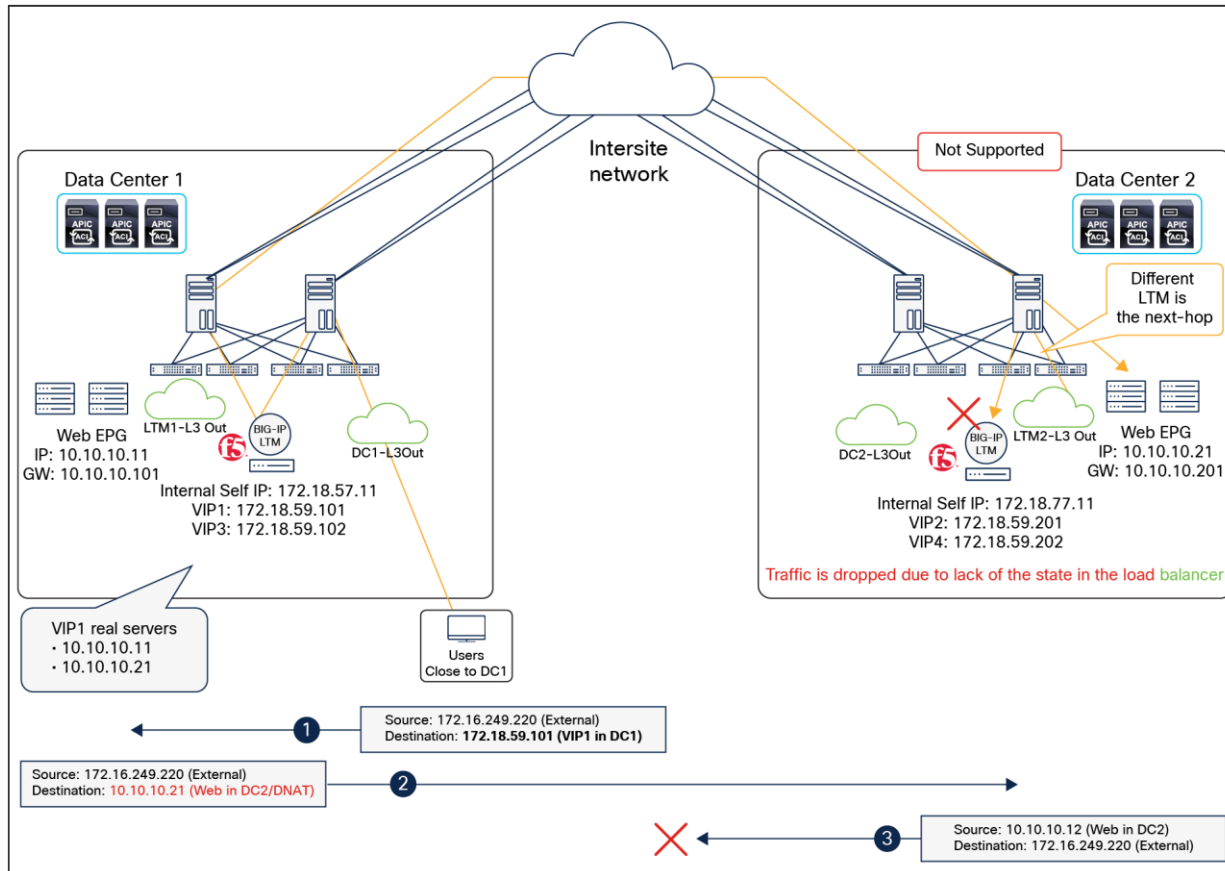 Intersite
network
Not Supported
Data Center 1
APIC
APIC
APIC
ACI
ACI
ACI
Data Center 2
APIC
APIC
APIC
ACI
ACI
ACI
Different
LTM is
the next-hop
Web EPG
IP: 10.10.10.11
GW: 10.10.10.101
LTM1-L3 Out
f5
BIG-IP
LTM
DC1-L3Out
Internal Self IP: 172.18.57.11
VIP1: 172.18.59.101
VIP3: 172.18.59.102
DC2-L3Out
f5
BIG-IP
LTM
LTM2-L3 Out
Web EPG
IP: 10.10.10.21
GW: 10.10.10.201
Internal Self IP: 172.18.77.11
VIP2: 172.18.59.201
VIP4: 172.18.59.202
Traffic is dropped due to lack of the state in the load balancer
VIP1 real servers
• 10.10.10.11
• 10.10.10.21
Users
Close to DC1
1
Source: 172.16.249.220 (External)
Destination: 172.18.59.101 (VIP1 in DC1)
Source: 172.16.249.220 (External)
Destination: 10.10.10.21 (Web in DC2/DNAT)
2
3
Source: 10.10.10.12 (Web in DC2)
Destination: 172.16.249.220 (External)